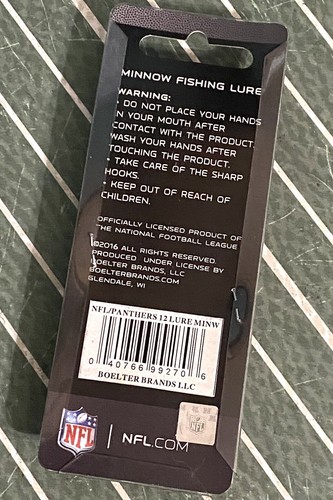 MINNOW FISHING LURE
WARNING:
• DO NOT PLACE YOUR HANDS
IN YOUR MOUTH AFTER
CONTACT WITH THE PRODUCT.
WASH YOUR HANDS AFTER
TOUCHING THE PRODUCT.
• TAKE CARE OF THE SHARP
HOOKS.
• KEEP OUT OF REACH OF
CHILDREN.
OFFICIALLY LICENSED PRODUCT OF
THE NATIONAL FOOTBALL LEAGUE
©2016 ALL RIGHTS RESERVED.
PRODUCED UNDER LICENSE BY
BOELTER BRANDS, LLC
BOELTERBRANDS.COM
GLENDALE, WI
NFL/PANTHERS 12 LURE MINW
0 40766 99270 6
BOELTER BRANDS LLC
NFL
NFL | NFL.COM